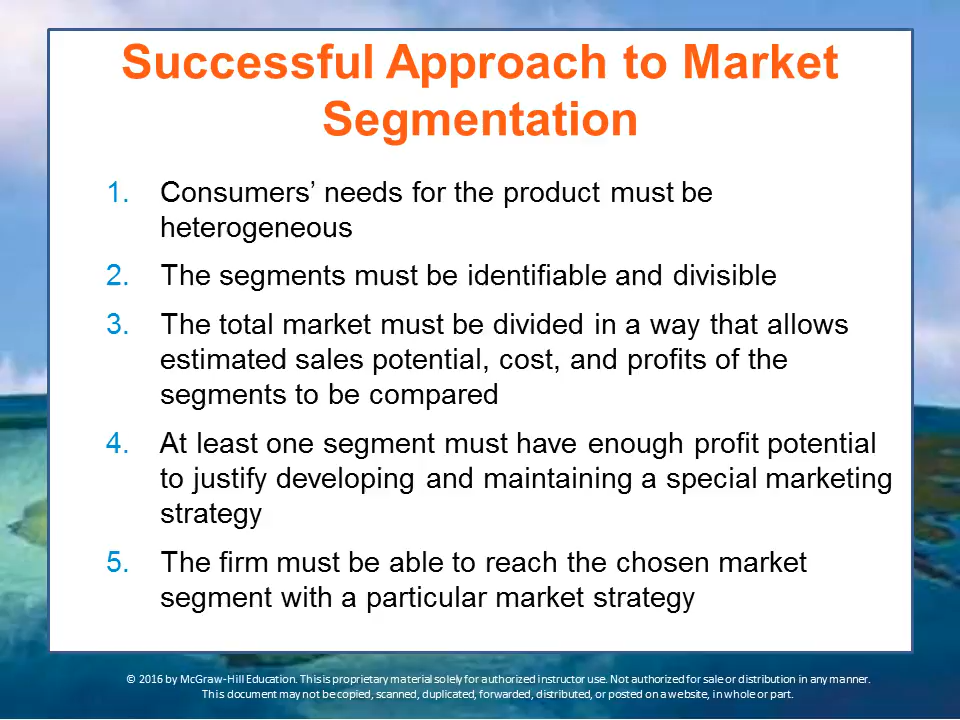 Successful Approach to Market
Segmentation
1. Consumers’ needs for the product must be
heterogeneous
2. The segments must be identifiable and divisible
3. The total market must be divided in a way that allows
estimated sales potential, cost, and profits of the
segments to be compared
4. At least one segment must have enough profit potential
to justify developing and maintaining a special marketing
strategy
5. The firm must be able to reach the chosen market
segment with a particular market strategy
© 2016 by McGraw-Hill Education. This is proprietary material solely for authorized instructor use. Not authorized for sale or distribution in any manner.
This document may not be copied, scanned, duplicated, forwarded, distributed, or posted on a website, in whole or part.